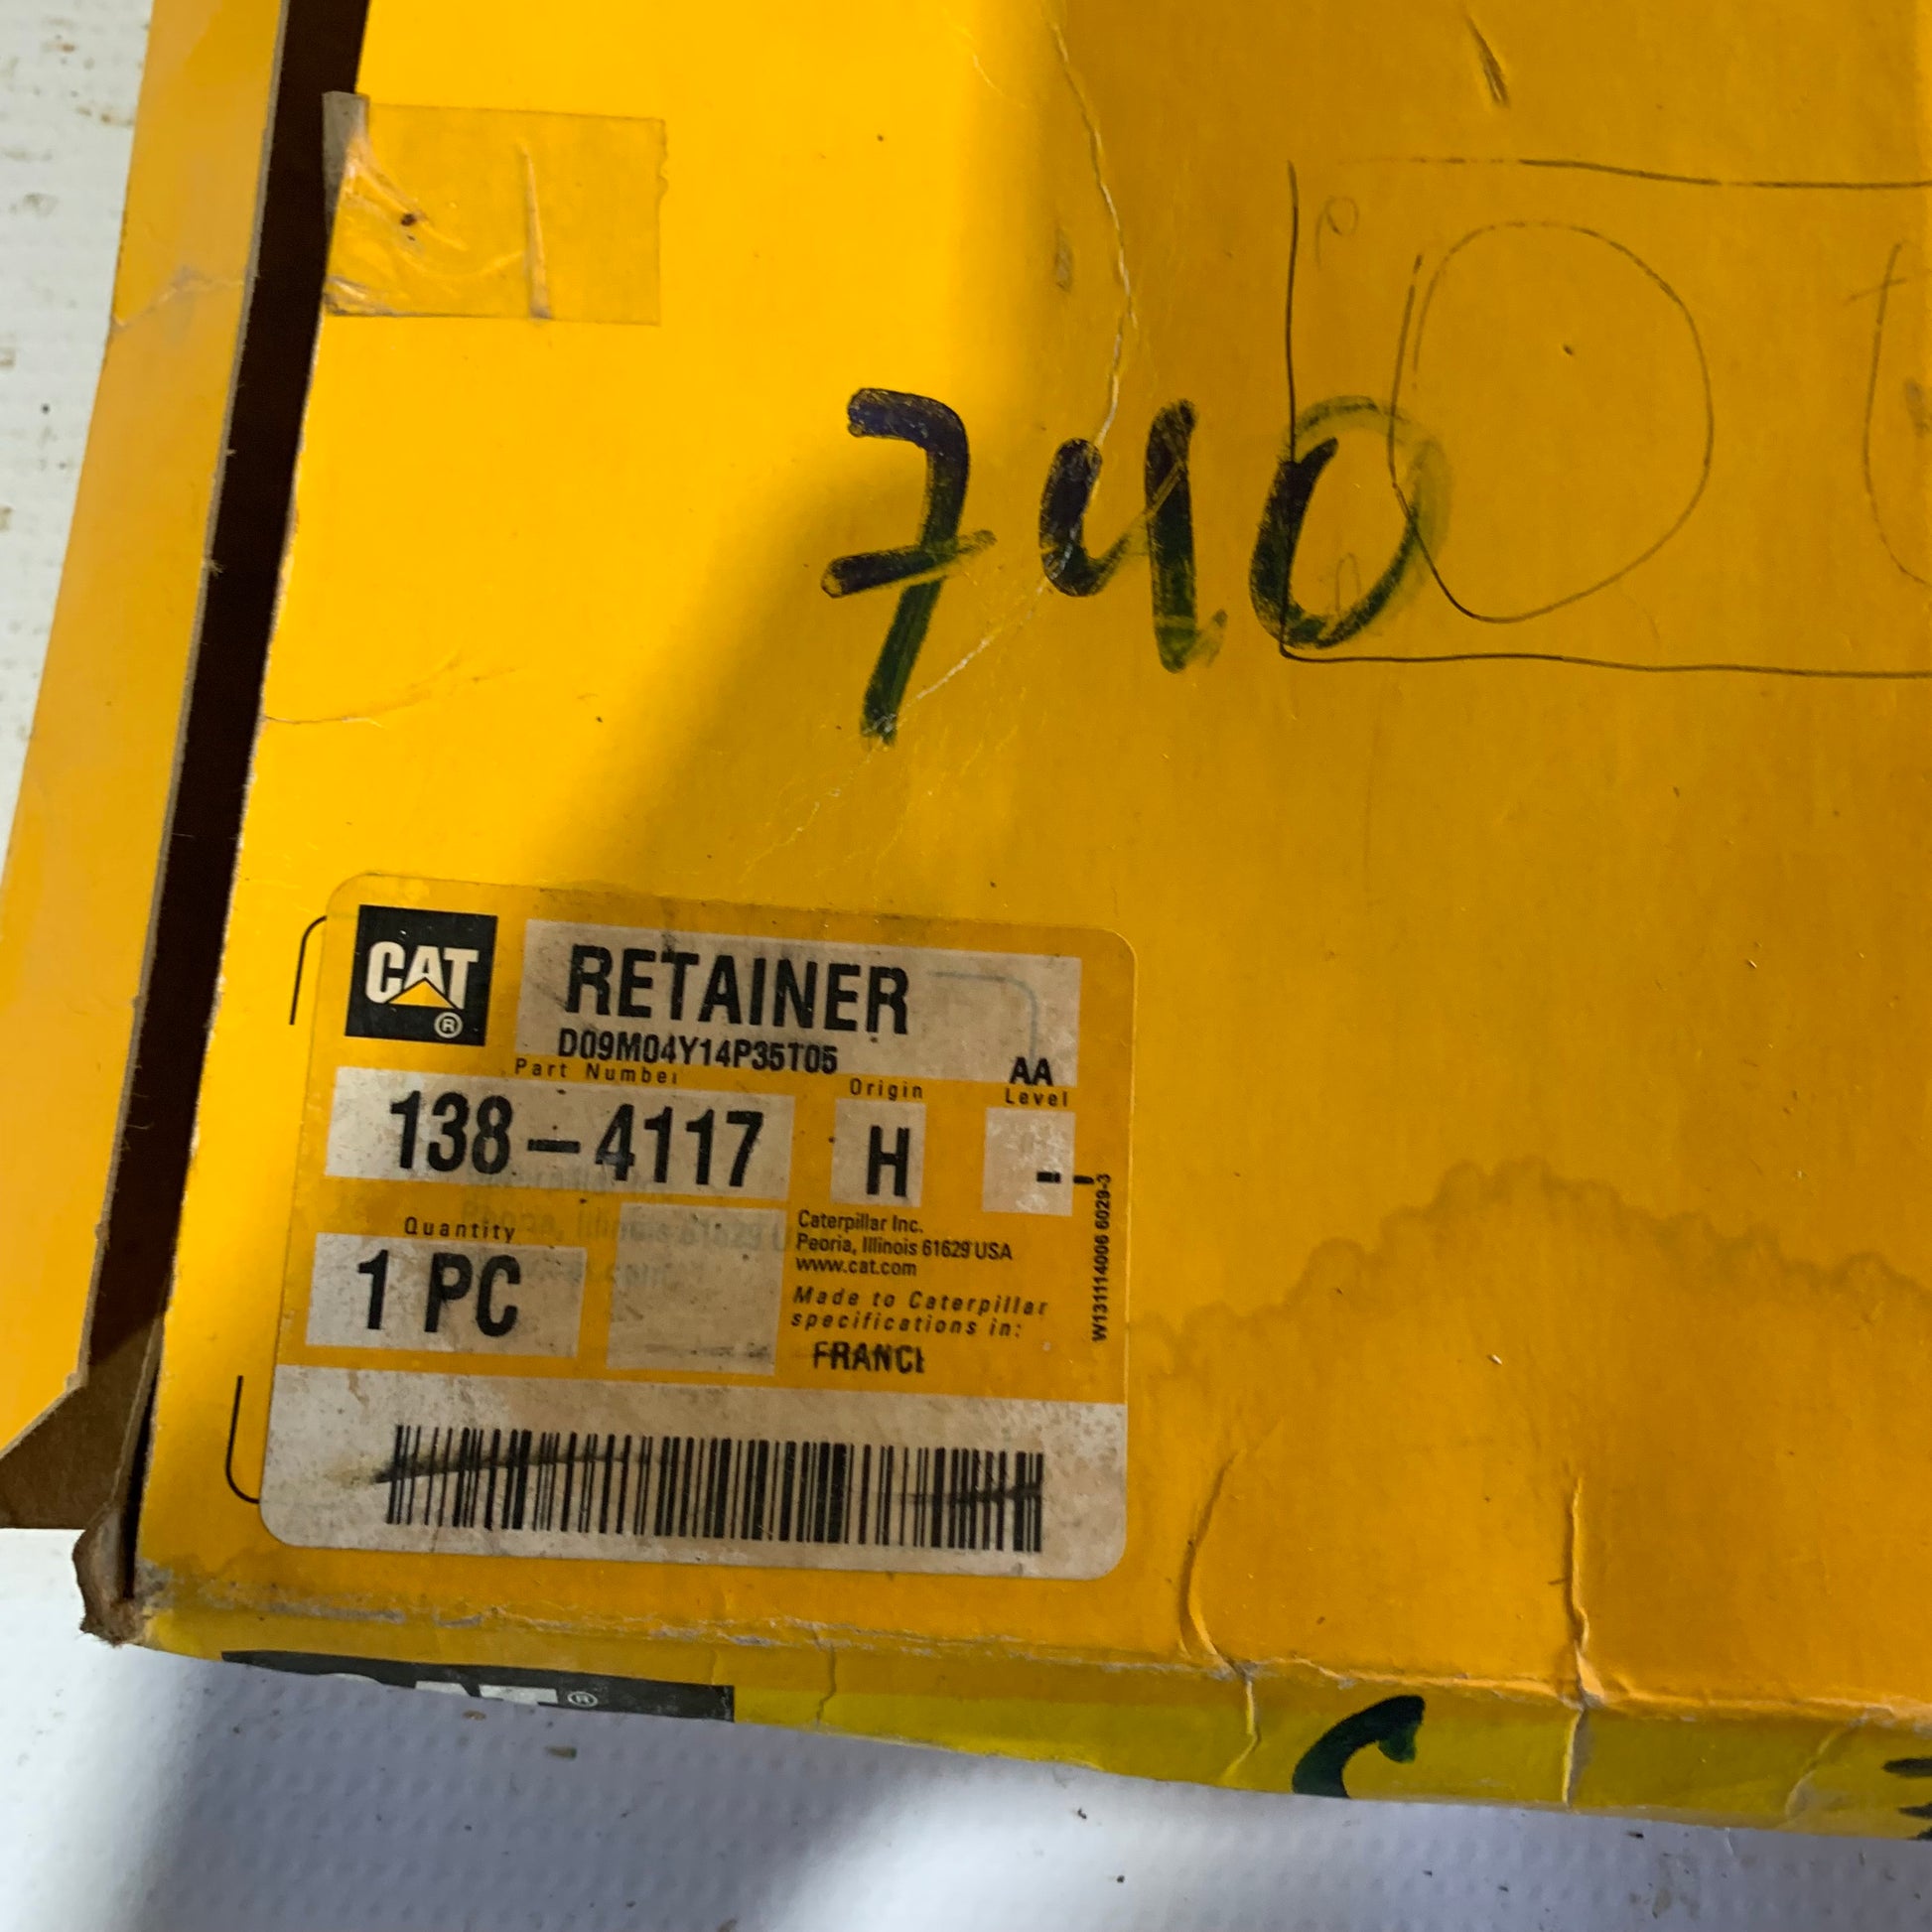 740
CAT ®
RETAINER
D09M04Y14P35T05
AA
Part Number
Origin
Level
138-4117
H
--
Quantity
1 PC
Caterpillar Inc.
Peoria, Illinois 61629 USA
www.cat.com
Made to Caterpillar
specifications in:
FRANCE
W131114006 6029-3
®